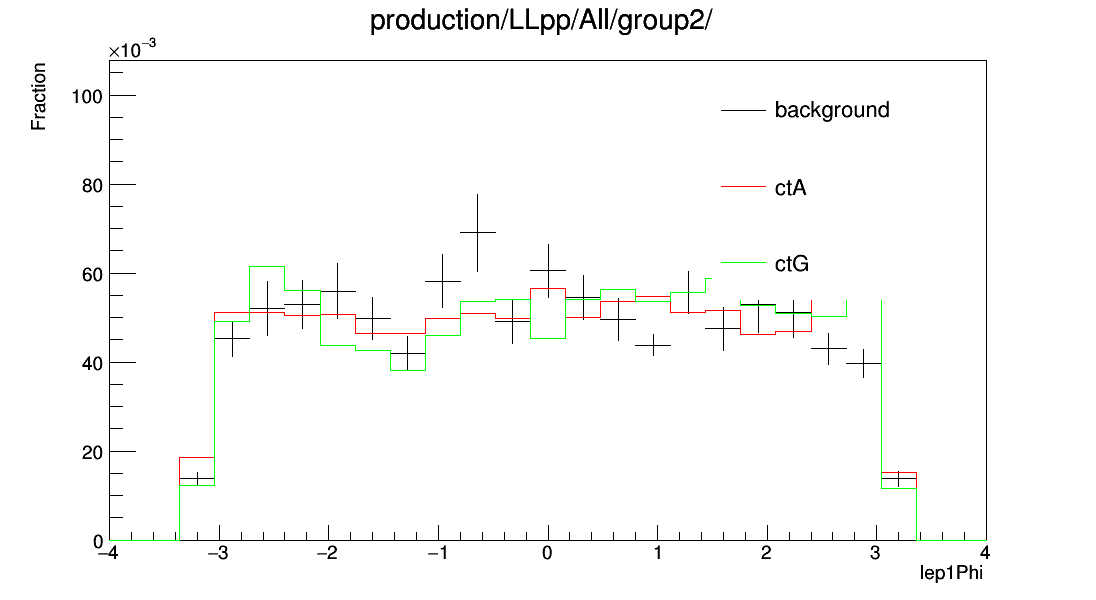 production/LLpp/All/group2/
×10⁻³
Fraction
100
80
60
40
20
0
background
ctA
ctG
−4 −3 −2 −1 0 1 2 3 4
lep1Phi